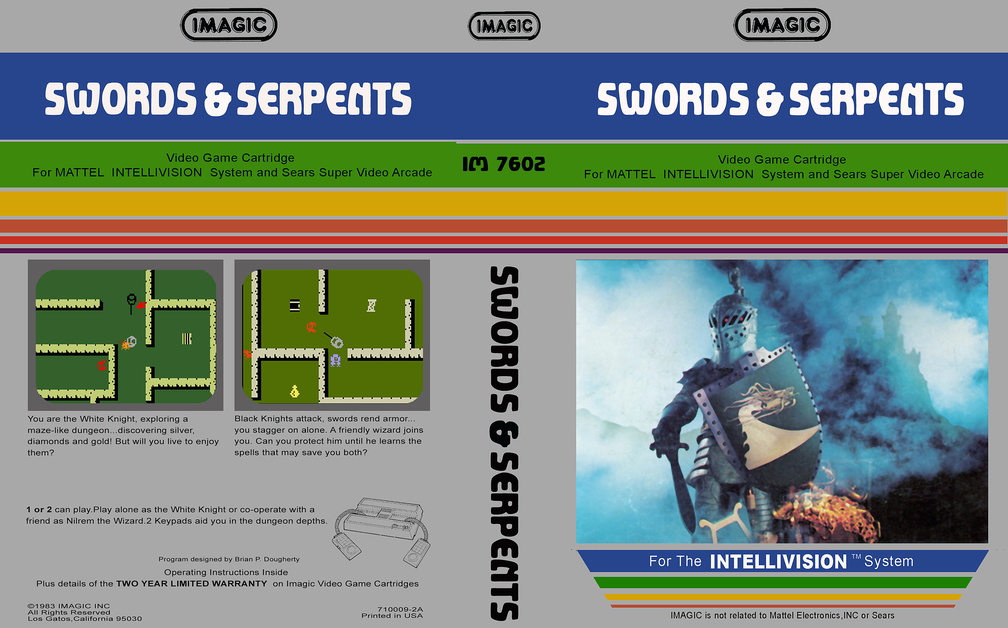 IMAGIC
SWORDS & SERPENTS
Video Game Cartridge
For MATTEL INTELLIVISION System and Sears Super Video Arcade
You are the White Knight, exploring a
maze-like dungeon...discovering silver,
diamonds and gold! But will you live to enjoy
them?
Black Knights attack, swords rend armor...
you stagger on alone. A friendly wizard joins
you. Can you protect him until he learns the
spells that may save you both?
1 or 2 can play.Play alone as the White Knight or co-operate with a
friend as Nilrem the Wizard.2 Keypads aid you in the dungeon depths.
Program designed by Brian P. Dougherty
Operating Instructions Inside
Plus details of the TWO YEAR LIMITED WARRANTY on Imagic Video Game Cartridges
©1983 IMAGIC INC
All Rights Reserved
Los Gatos,California 95030
710009-2A
Printed in USA
IMAGIC
IM 7602
SWORDS & SERPENTS
IMAGIC
SWORDS & SERPENTS
Video Game Cartridge
For MATTEL INTELLIVISION System and Sears Super Video Arcade
For The INTELLIVISION™ System
IMAGIC is not related to Mattel Electronics,INC or Sears